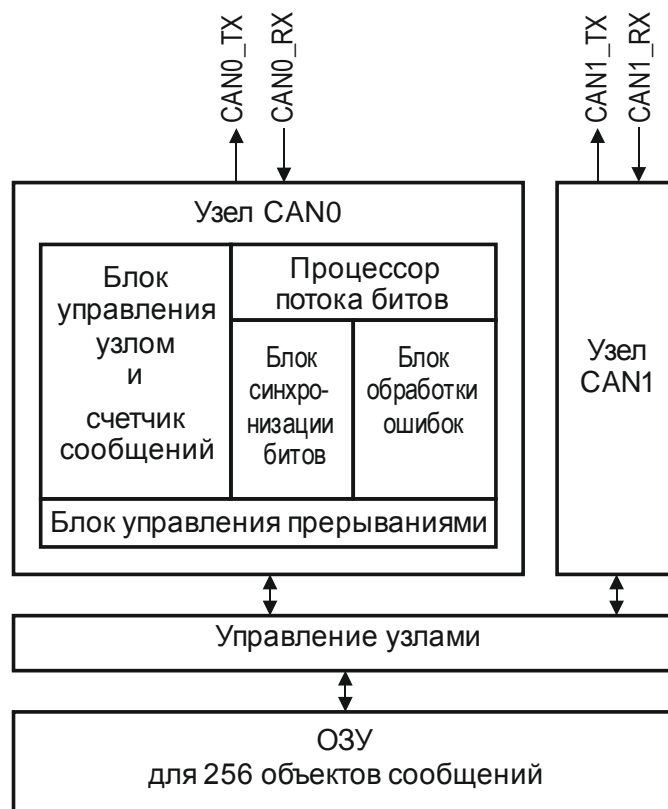 CAN0_TX
CAN0_RX
CAN1_TX
CAN1_RX
Узел CAN0
Блок
управления
узлом
и
счетчик
сообщений
Процессор
потока битов
Блок
синхро-
низации
битов
Блок
обработки
ошибок
Блок управления прерываниями
Узел
CAN1
Управление узлами
ОЗУ
для 256 объектов сообщений